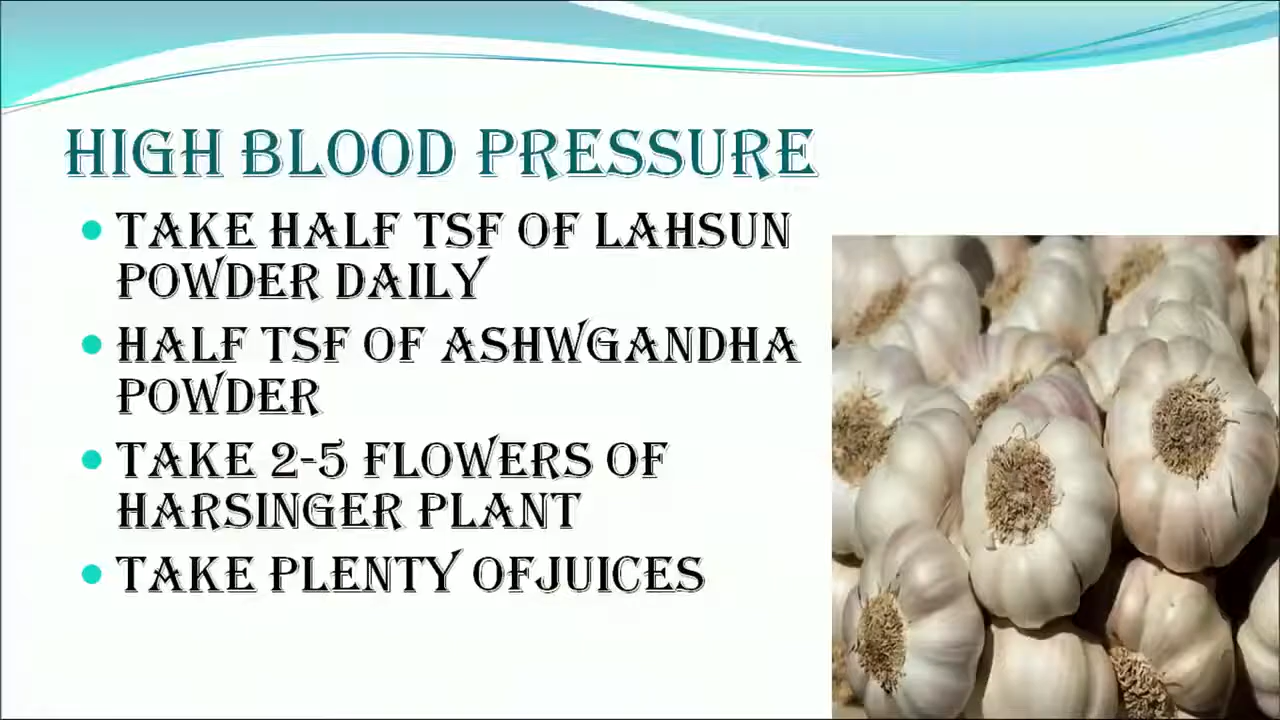 HIGH BLOOD PRESSURE
TAKE HALF TSF OF LAHSUN
POWDER DAILY
HALF TSF OF ASHWGANDHA
POWDER
TAKE 2-5 FLOWERS OF
HARSINGER PLANT
TAKE PLENTY OFJUICES